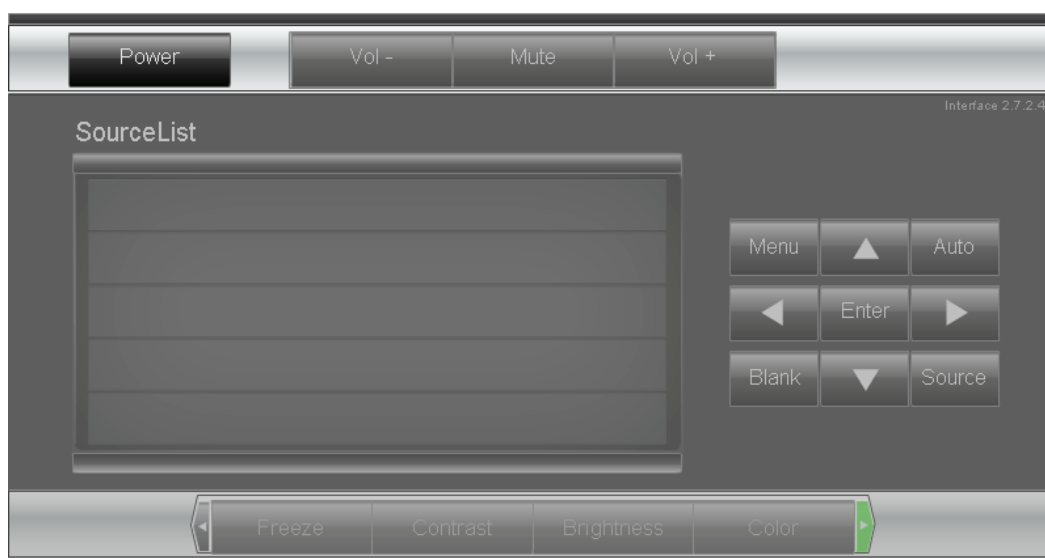 Power Vol - Mute Vol +
Interface 2.7.2.4
SourceList
Menu Auto
Enter
Blank Source
Freeze Contrast Brightness Color